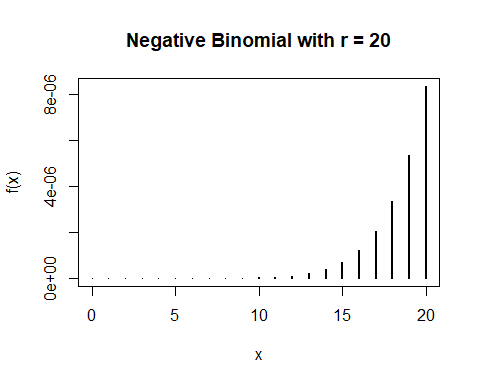 Negative Binomial with r = 20
f(x)
8e-06
4e-06
0e+00
0 5 10 15 20
x